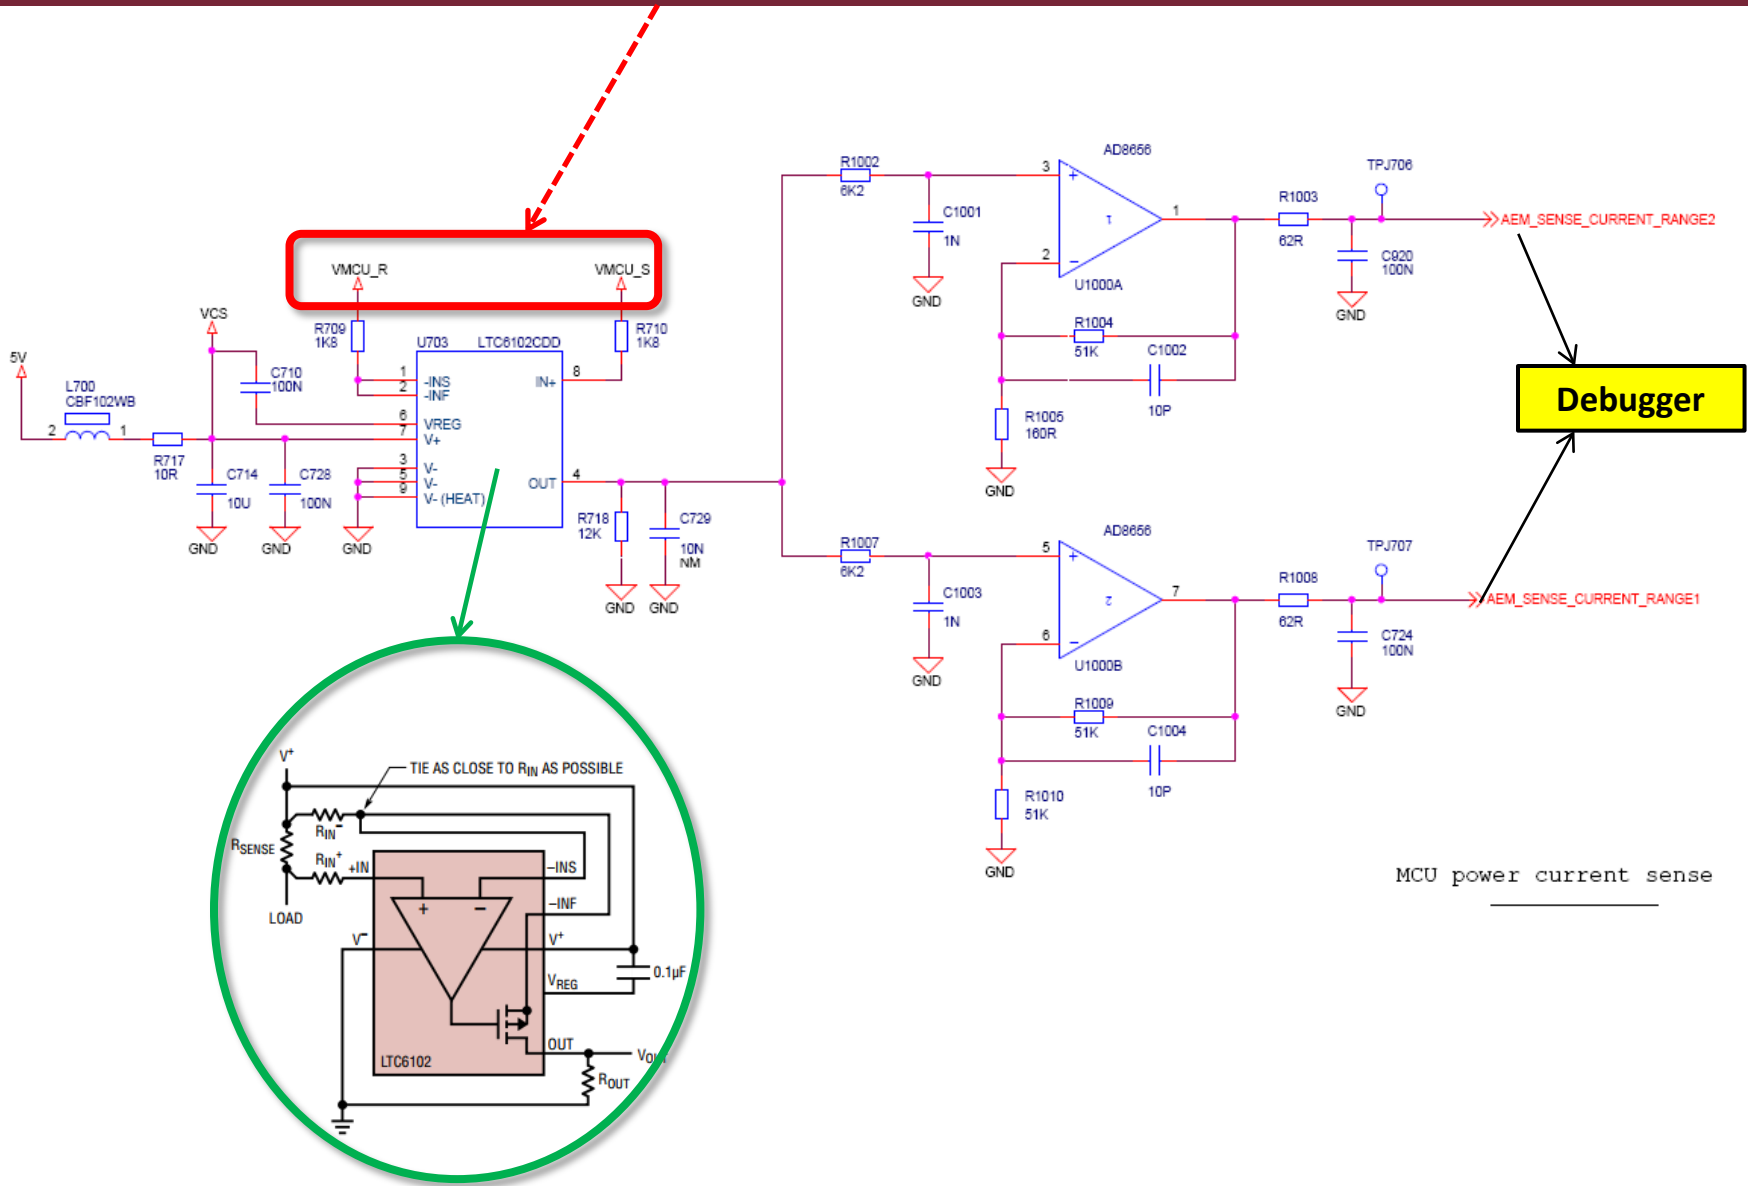 AD8656
R1002
6K2
3
+
1
1
2
−
U1000A
C1001
1N
GND
R1003
62R
TPJ706
AEM_SENSE_CURRENT_RANGE2
C920
100N
GND
R1004
51K
C1002
10P
R1005
160R
GND
VMCU_R
VMCU_S
R709
1K8
R710
1K8
VCS
5V
L700
CBF102WB
2
1
R717
10R
C710
100N
C714
10U
C728
100N
GND
GND
GND
U703
LTC6102CDD
1
2
6
7
3
5
9
-INS
-INF
VREG
V+
V-
V-
V- (HEAT)
IN+
8
OUT
4
R718
12K
C729
10N
NM
GND
GND
Debugger
AD8656
R1007
6K2
5
+
2
7
6
−
U1000B
C1003
1N
GND
R1008
62R
TPJ707
AEM_SENSE_CURRENT_RANGE1
C724
100N
GND
R1009
51K
C1004
10P
R1010
51K
GND
MCU power current sense
V+
TIE AS CLOSE TO RIN AS POSSIBLE
RIN−
RSENSE
RIN+
+IN
−INS
+
−
−INF
LOAD
V−
V+
0.1µF
VREG
OUT
LTC6102
ROUT